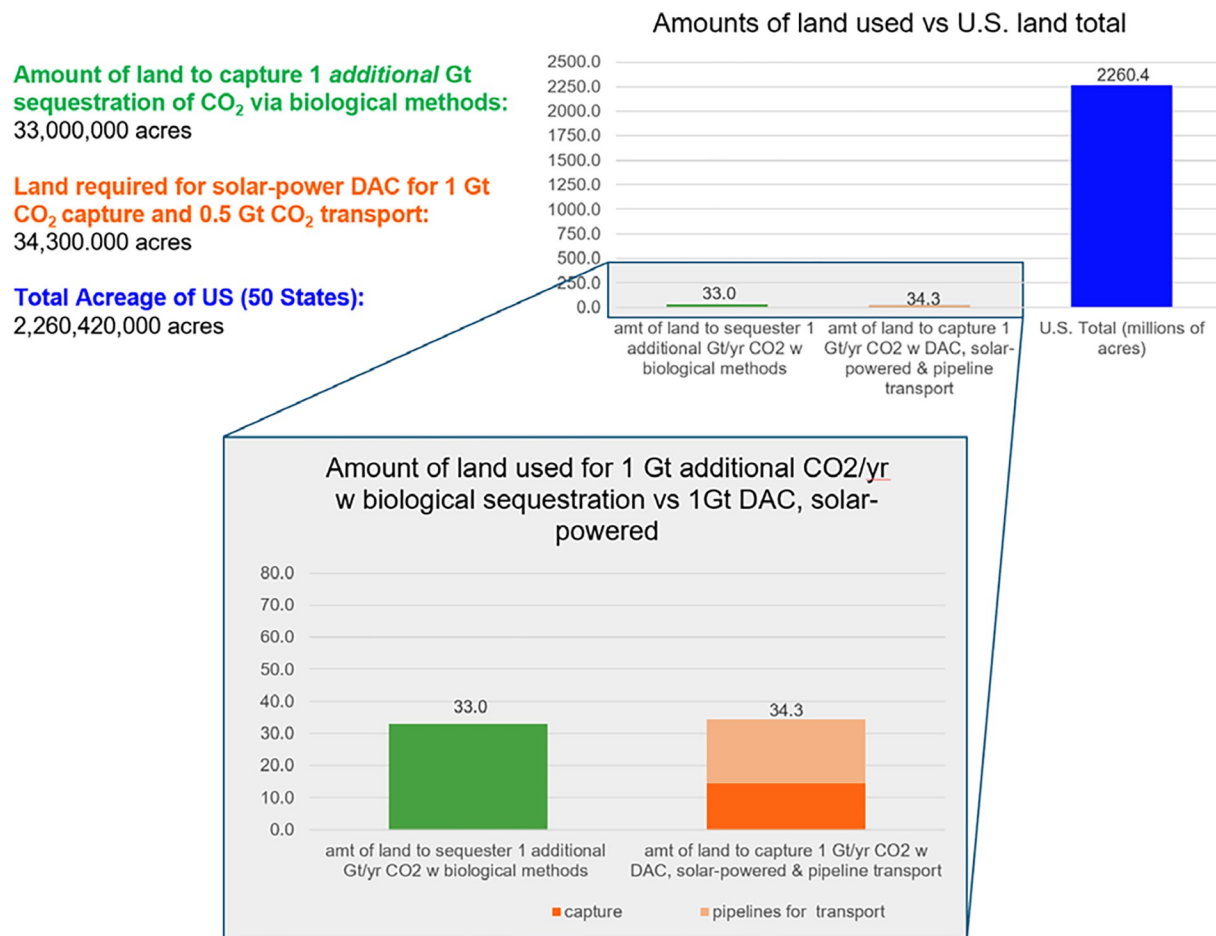 Amounts of land used vs U.S. land total
Amount of land to capture 1 additional Gt
sequestration of CO₂ via biological methods:
33,000,000 acres
Land required for solar-power DAC for 1 Gt
CO₂ capture and 0.5 Gt CO₂ transport:
34,300.000 acres
Total Acreage of US (50 States):
2,260,420,000 acres
2500.0
2250.0
2000.0
1750.0
1500.0
1250.0
1000.0
750.0
500.0
250.0
0.0
33.0
34.3
2260.4
amt of land to sequester 1
additional Gt/yr CO2 w
biological methods
amt of land to capture 1
Gt/yr CO2 w DAC, solar-
powered & pipeline
transport
U.S. Total (millions of
acres)
Amount of land used for 1 Gt additional CO2/yr
w biological sequestration vs 1Gt DAC, solar-
powered
80.0
70.0
60.0
50.0
40.0
30.0
20.0
10.0
0.0
33.0
34.3
amt of land to sequester 1 additional
Gt/yr CO2 w biological methods
amt of land to capture 1 Gt/yr CO2 w
DAC, solar-powered & pipeline transport
capture
pipelines for transport